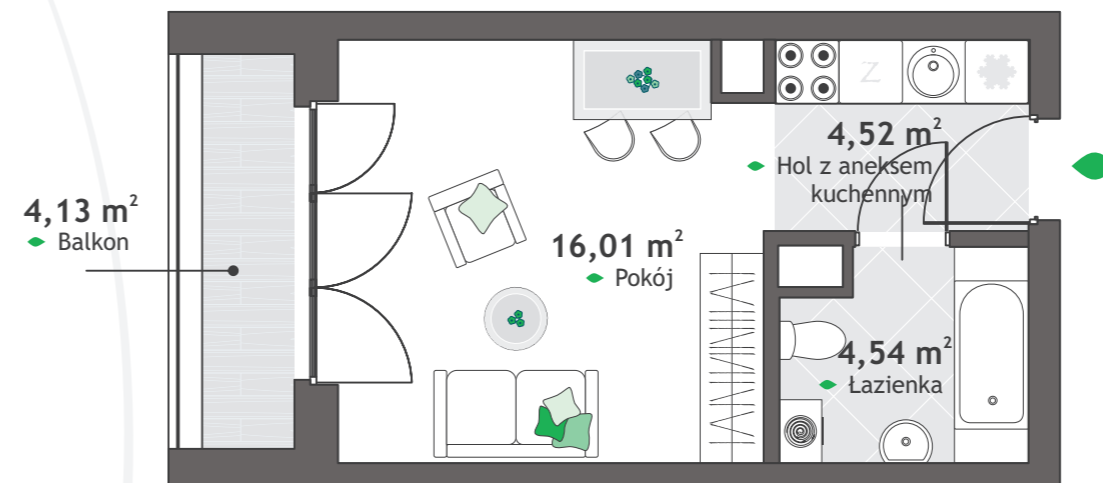 4,13 m²
Balkon
16,01 m²
Pokój
Z
4,52 m²
Hol z aneksem
kuchennym
4,54 m²
Łazienka